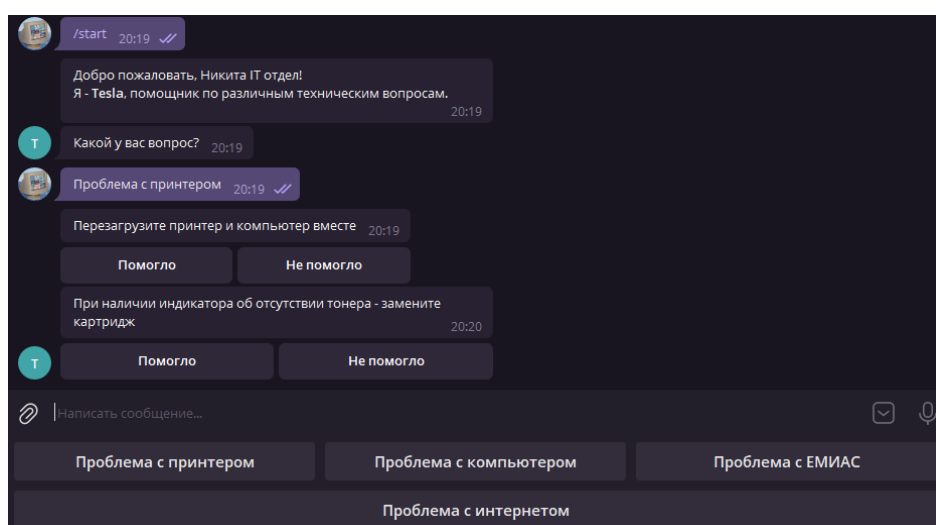 /start 20:19
Добро пожаловать, Никита IT отдел!
Я - Tesla, помощник по различным техническим вопросам.
20:19
T
Какой у вас вопрос? 20:19
Проблема с принтером 20:19
Перезагрузите принтер и компьютер вместе 20:19
Помогло Не помогло
При наличии индикатора об отсутствии тонера - замените
картридж 20:20
T
Помогло Не помогло
Написать сообщение...
Проблема с принтером Проблема с компьютером Проблема с ЕМИАС
Проблема с интернетом